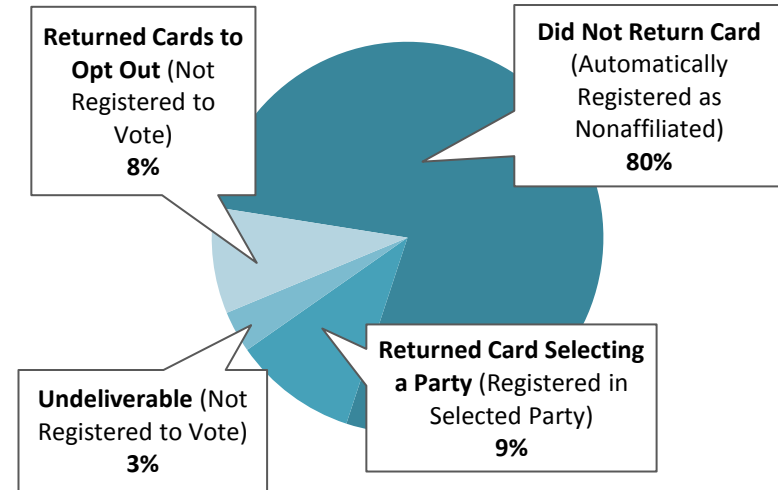 Returned Cards to
Opt Out (Not
Registered to
Vote)
8%
Did Not Return Card
(Automatically
Registered as
Nonaffiliated)
80%
Undeliverable (Not
Registered to Vote)
3%
Returned Card Selecting
a Party (Registered in
Selected Party)
9%